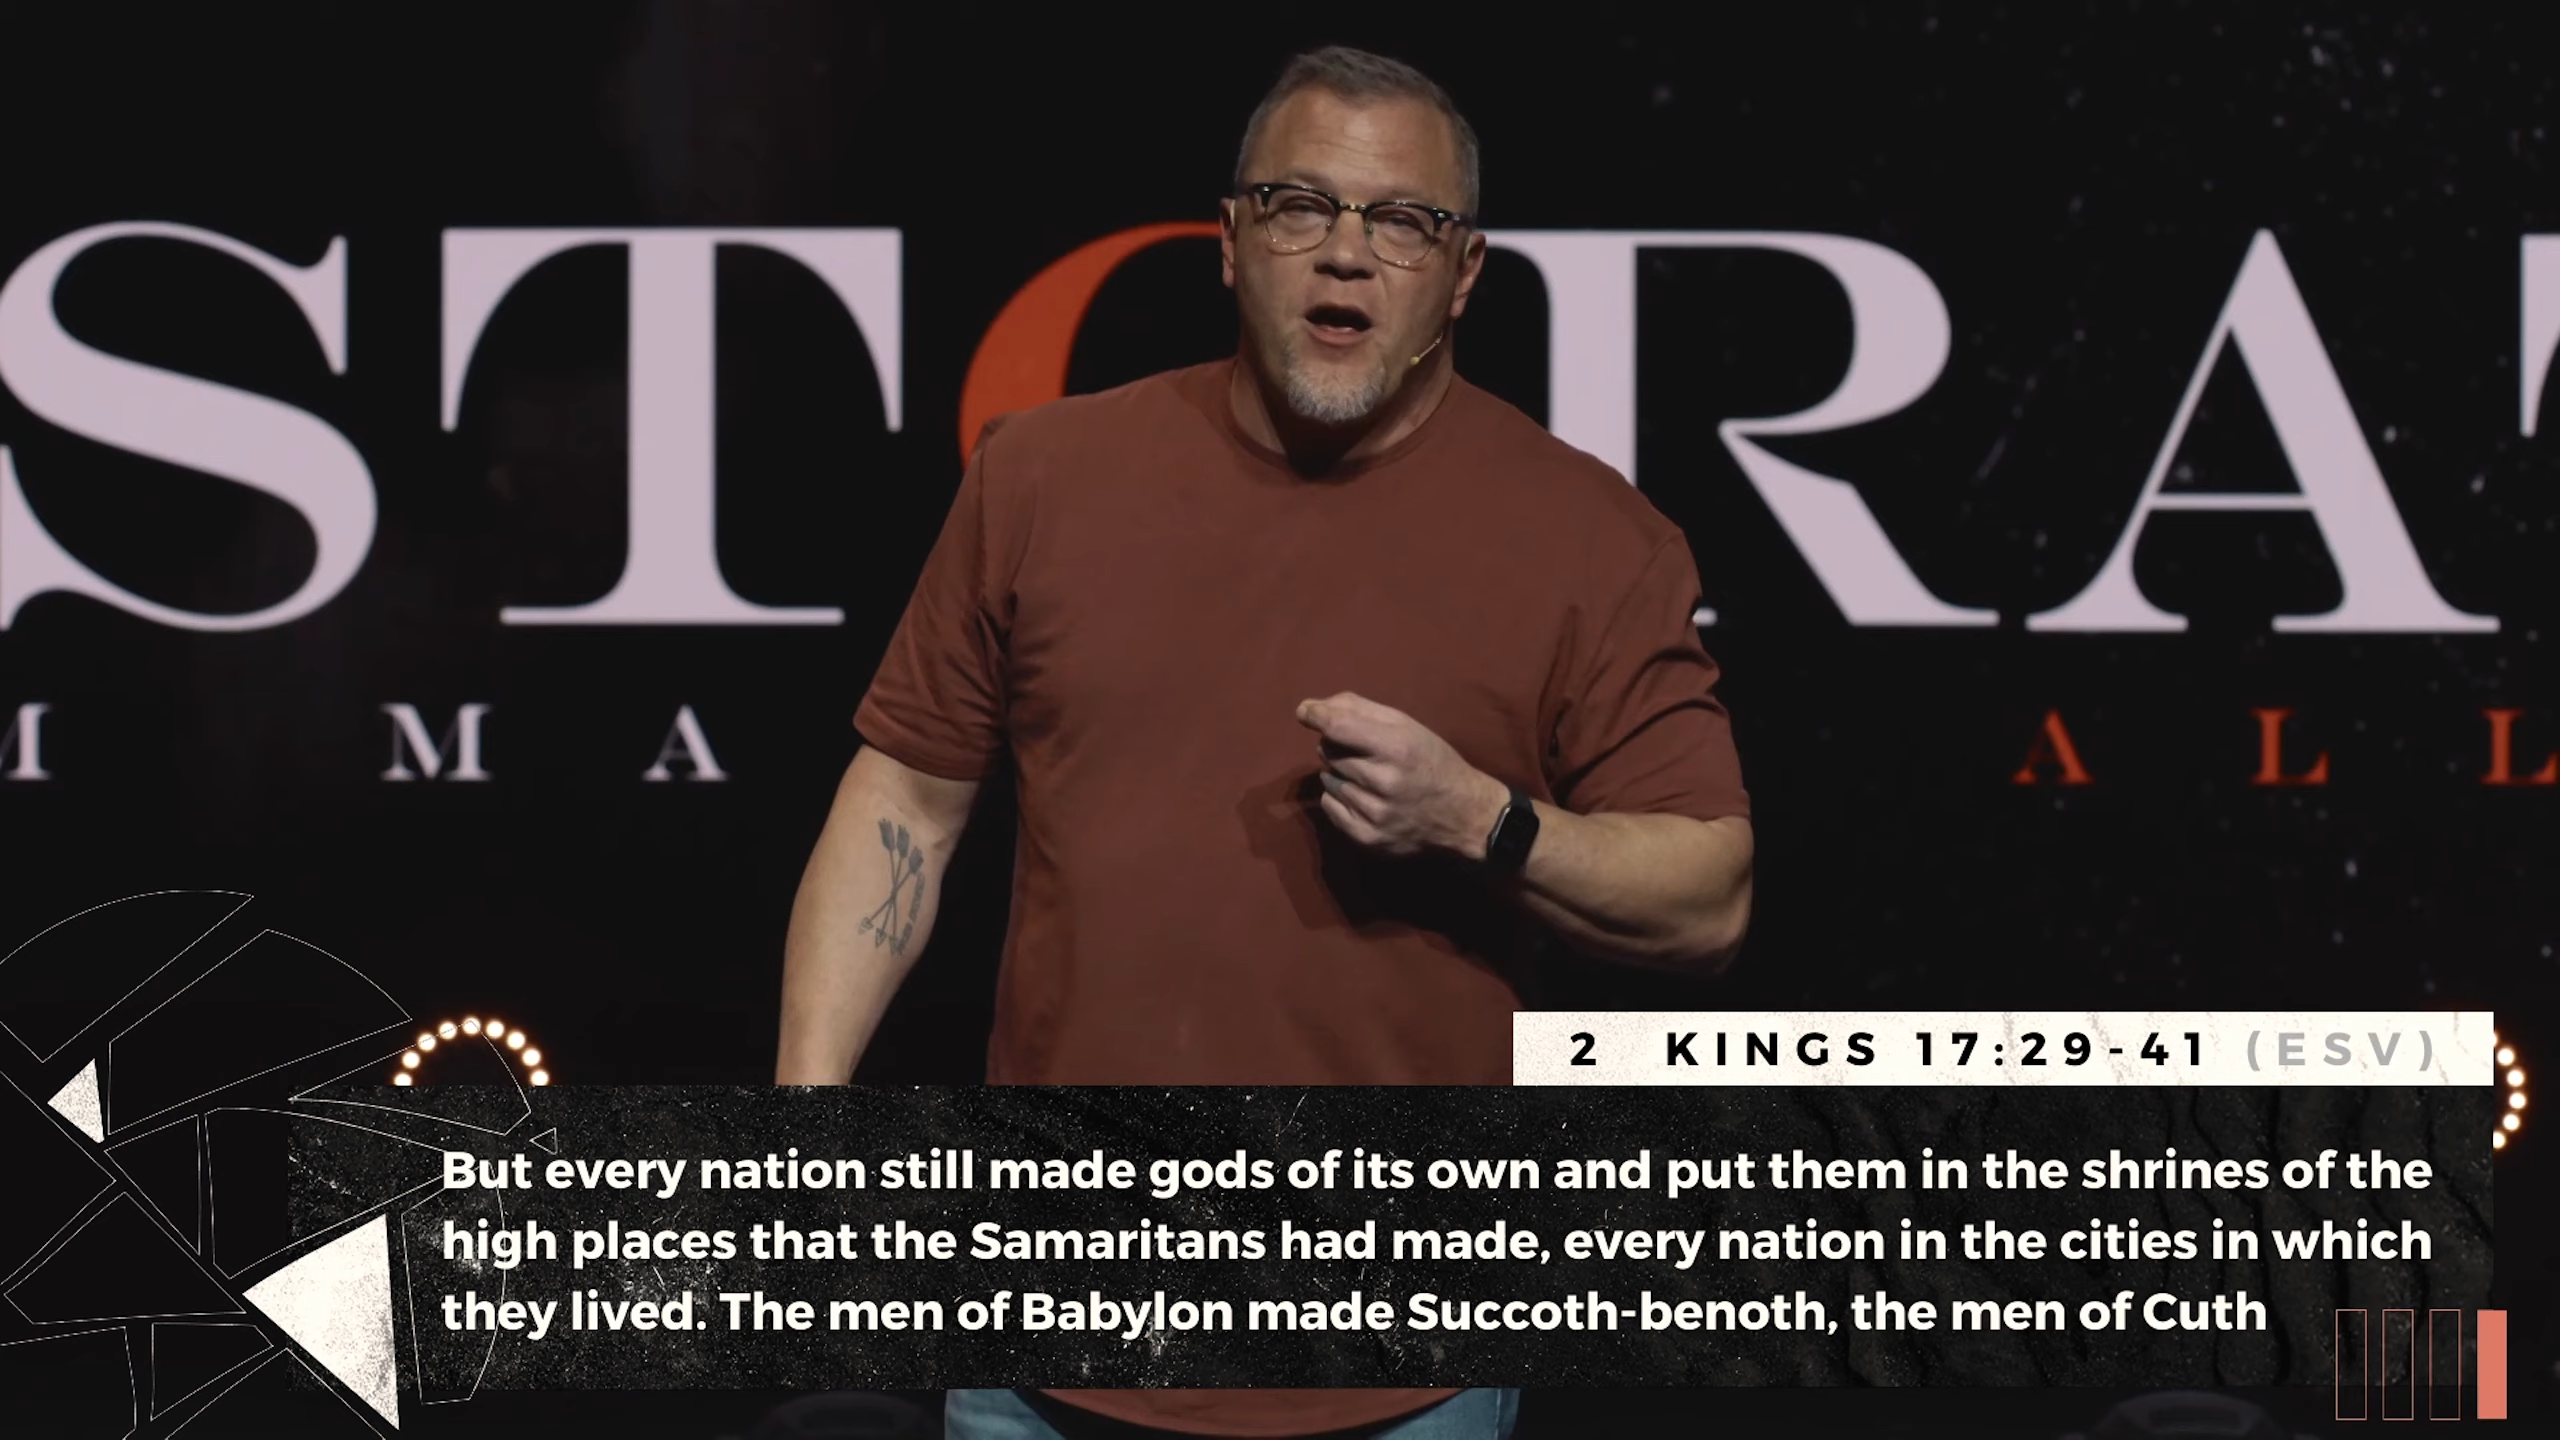 STORAT
M MA ALL
2 KINGS 17:29-41 (ESV)
But every nation still made gods of its own and put them in the shrines of the
high places that the Samaritans had made, every nation in the cities in which
they lived. The men of Babylon made Succoth-benoth, the men of Cuth